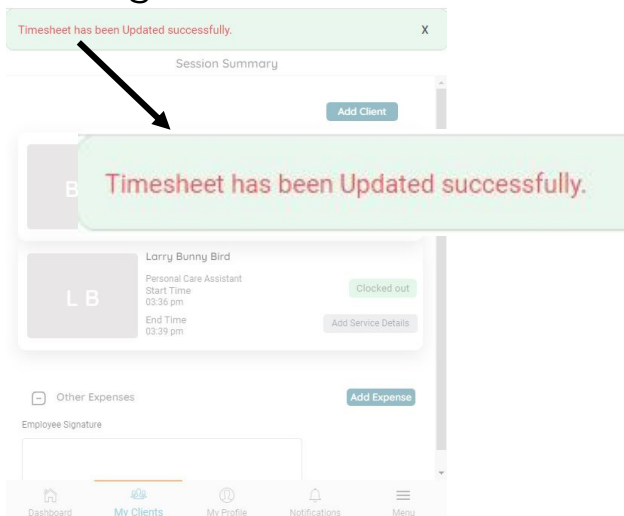 Timesheet has been Updated successfully. X
Session Summary
Add Client
B
Timesheet has been Updated successfully.
Larry Bunny Bird
Personal Care Assistant
Start Time
03:36 pm
Clocked out
L B
End Time
03:39 pm
Add Service Details
Other Expenses
Add Expense
Employee Signature
Dashboard My Clients My Profile Notifications Menu